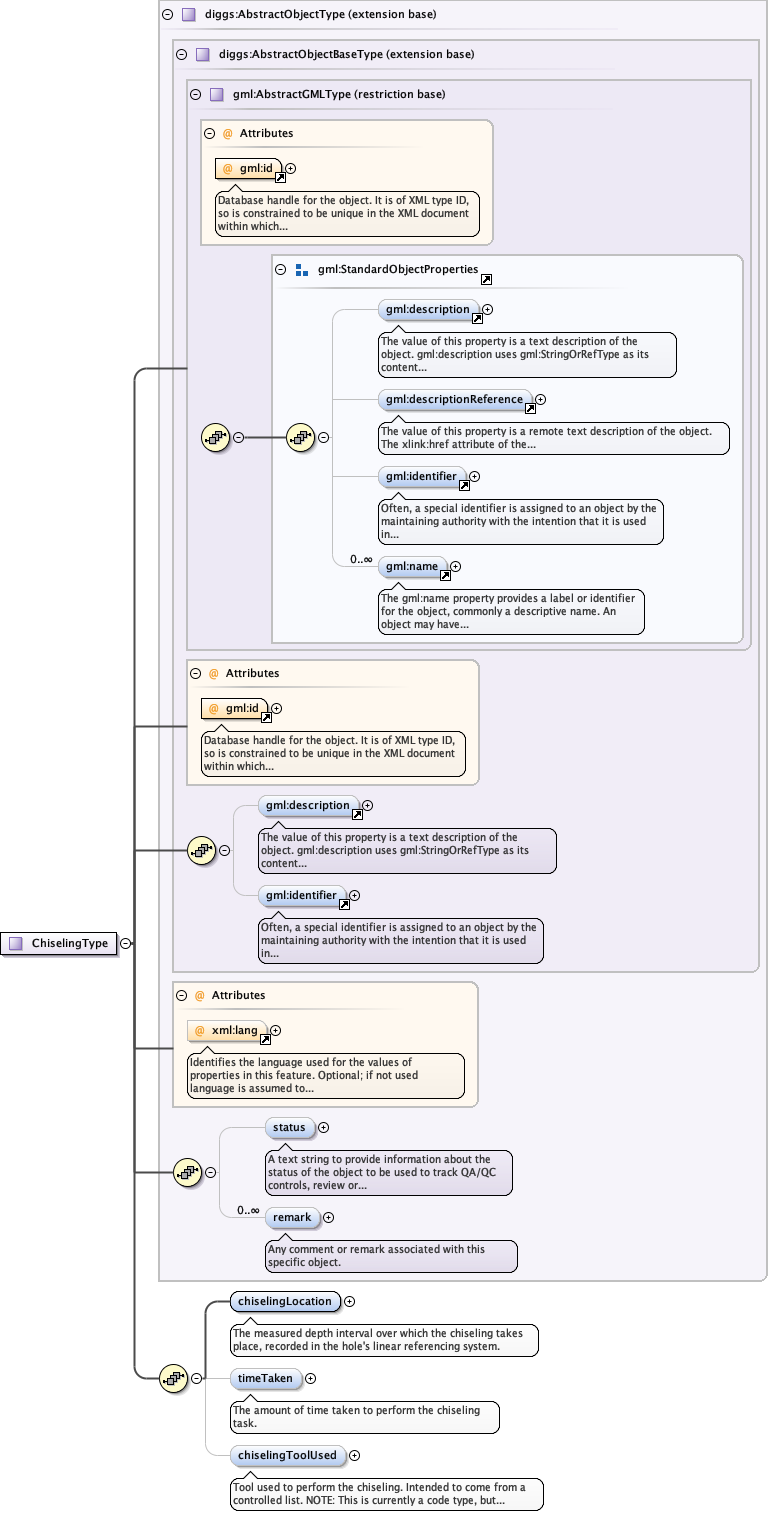 diggs:AbstractObjectType (extension base)
diggs:AbstractObjectBaseType (extension base)
gml:AbstractGMLType (restriction base)
@ Attributes
@ gml:id
Database handle for the object. It is of XML type ID,
so is constrained to be unique in the XML document
within which...
gml:StandardObjectProperties
gml:description
The value of this property is a text description of the
object. gml:description uses gml:StringOrRefType as its
content...
gml:descriptionReference
The value of this property is a remote text description of the object.
The xlink:href attribute of the...
gml:identifier
Often, a special identifier is assigned to an object by the
maintaining authority with the intention that it is used
in...
0..∞
gml:name
The gml:name property provides a label or identifier
for the object, commonly a descriptive name. An
object may have...
@ Attributes
@ gml:id
Database handle for the object. It is of XML type ID,
so is constrained to be unique in the XML document
within which...
gml:description
The value of this property is a text description of the
object. gml:description uses gml:StringOrRefType as its
content...
gml:identifier
Often, a special identifier is assigned to an object by the
maintaining authority with the intention that it is used
in...
ChiselingType
@ Attributes
@ xml:lang
Identifies the language used for the values of
properties in this feature. Optional; if not used
language is assumed to...
status
A text string to provide information about the
status of the object to be used to track QA/QC
controls, review or...
0..∞
remark
Any comment or remark associated with this
specific object.
chiselingLocation
The measured depth interval over which the chiseling takes
place, recorded in the hole's linear referencing system.
timeTaken
The amount of time taken to perform the chiseling
task.
chiselingToolUsed
Tool used to perform the chiseling. Intended to come from a
controlled list. NOTE: This is currently a code type, but...